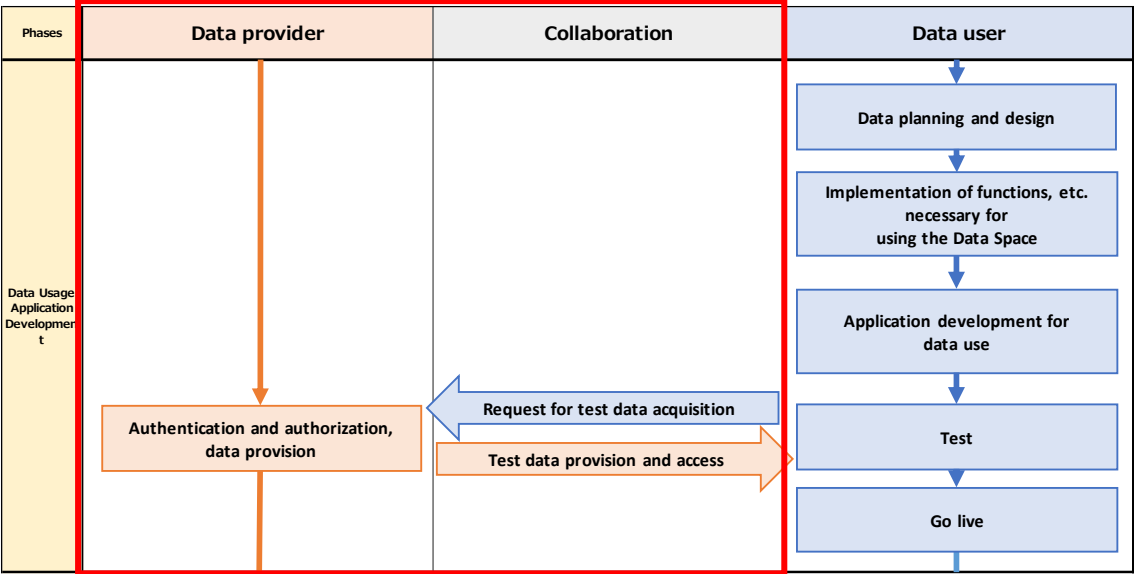 Phases
Data provider
Collaboration
Data user
Data planning and design
Implementation of functions, etc.
necessary for
using the Data Space
Data Usage
Application
Developmen
t
Application development for
data use
Request for test data acquisition
Authentication and authorization,
data provision
Test data provision and access
Test
Go live